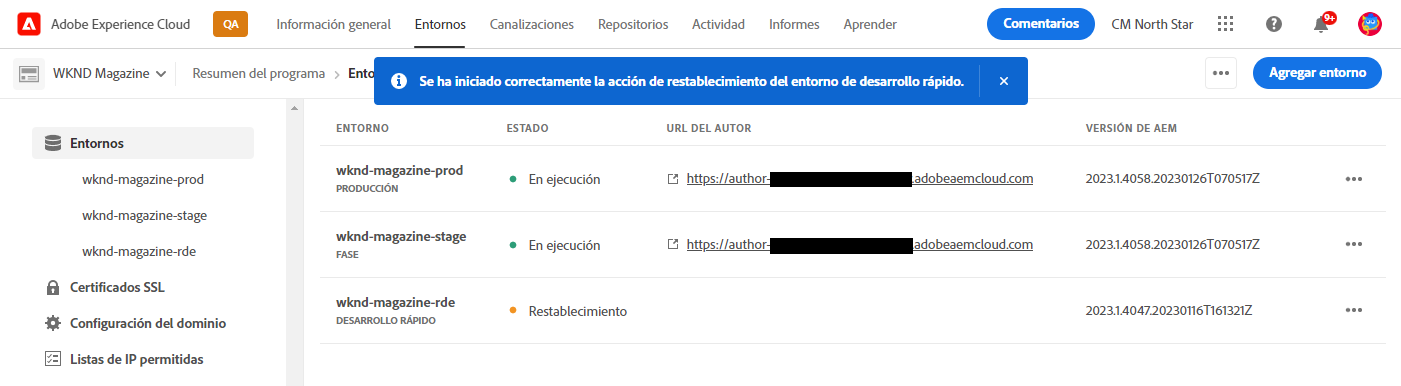 Adobe Experience Cloud QA Información general Entornos Canalizaciones Repositorios Actividad Informes Aprender Comentarios CM North Star 9+
WKND Magazine Resumen del programa > Ento
Se ha iniciado correctamente la acción de restablecimiento del entorno de desarrollo rápido. ×
Agregar entorno
Entornos
wknd-magazine-prod
wknd-magazine-stage
wknd-magazine-rde
Certificados SSL
Configuración del dominio
Listas de IP permitidas
ENTORNO ESTADO URL DEL AUTOR VERSIÓN DE AEM
wknd-magazine-prod En ejecución https://author- .adobeaemcloud.com 2023.1.4058.20230126T070517Z
PRODUCCIÓN
wknd-magazine-stage En ejecución https://author- .adobeaemcloud.com 2023.1.4058.20230126T070517Z
FASE
wknd-magazine-rde Restablecimiento 2023.1.4047.20230116T161321Z
DESARROLLO RÁPIDO